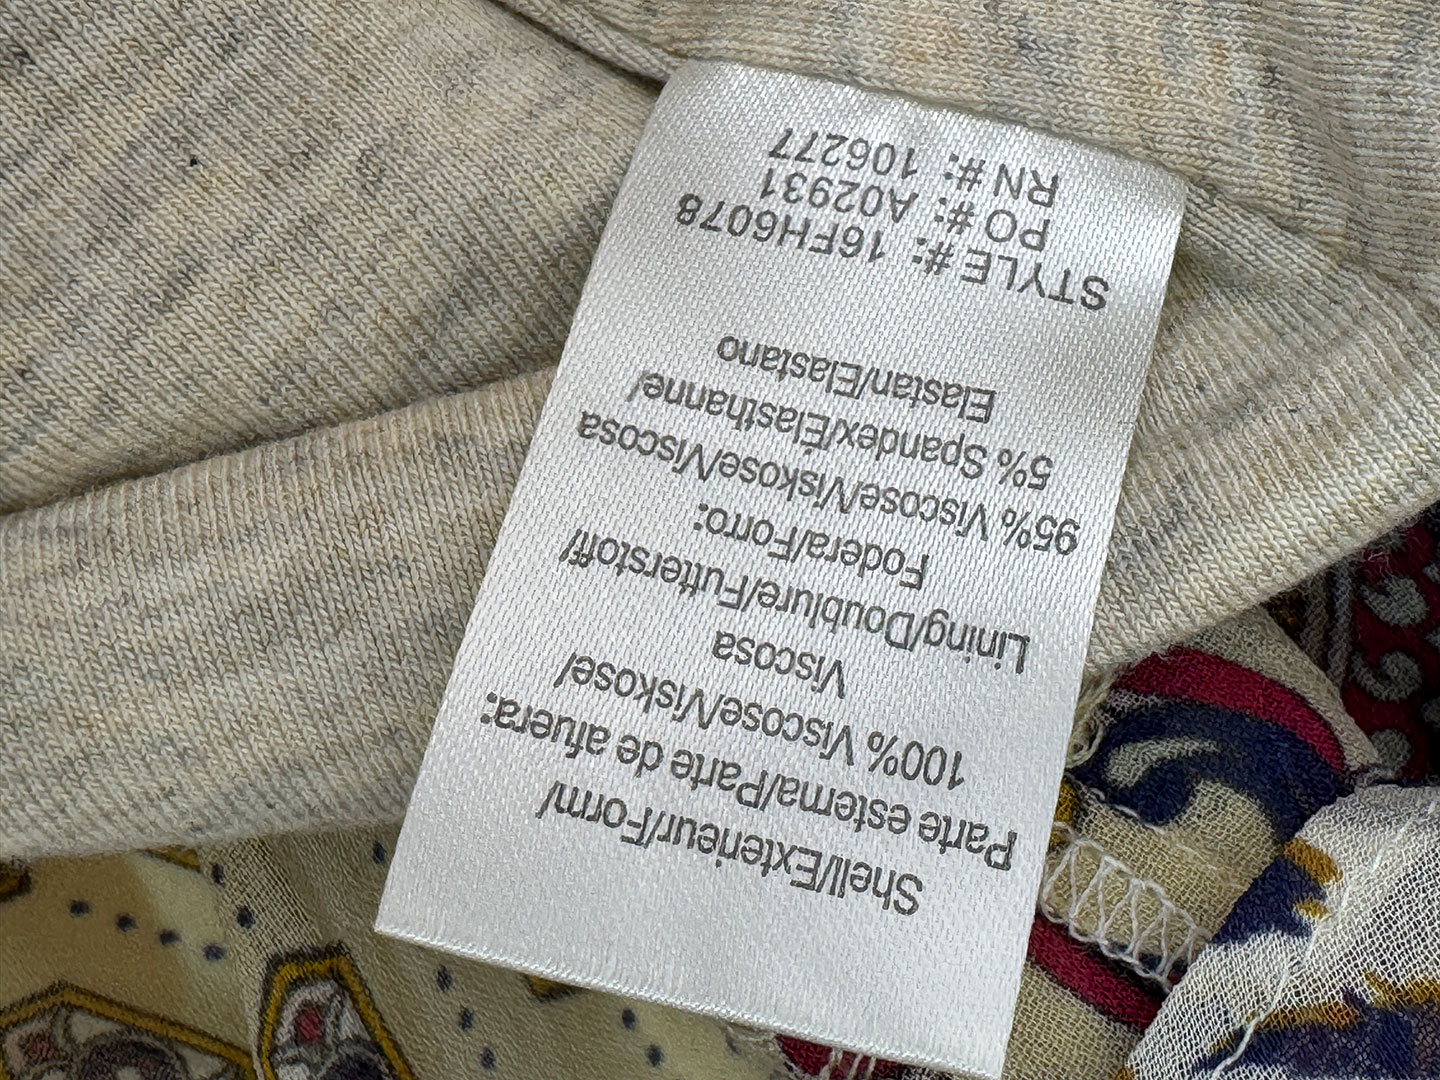 Shell/Extérieur/Form/
Parte esterna/Parte de afuera:
100% Viscose/Viskose/
Viscosa
Lining/Doublure/Futterstoff/
Fodera/Forro:
95% Viscose/Viskose/Viscosa
5% Spandex/Élasthanne/
Elastan/Elastano
STYLE #: 16FH6078
PO #: A02931
RN #: 106277